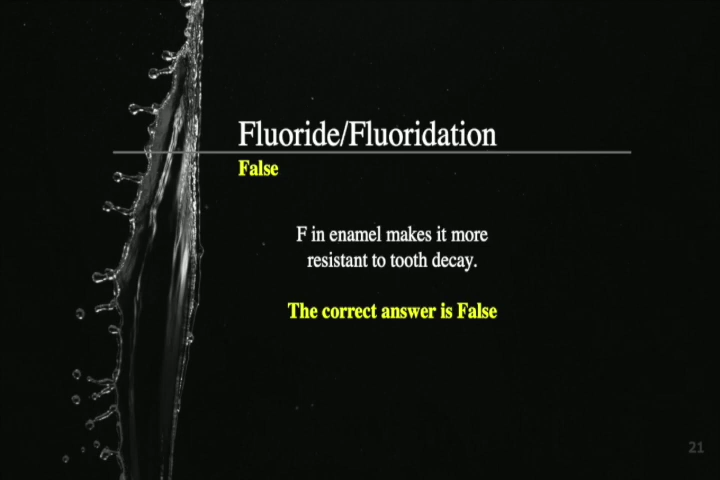 Fluoride/Fluoridation
False
F in enamel makes it more
resistant to tooth decay.
The correct answer is False
21